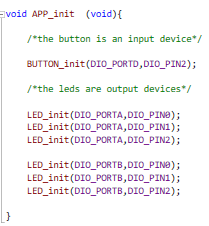 void APP_init (void){
/*the button is an input device*/
BUTTON_init (DIO_PORTD,DIO_PIN2);
/*the leds are output devices*/
LED_init(DIO_PORTA,DIO_PIN0);
LED_init(DIO_PORTA,DIO_PIN1);
LED_init(DIO_PORTA,DIO_PIN2);
LED_init(DIO_PORTB,DIO_PIN0);
LED_init(DIO_PORTB,DIO_PIN1);
LED_init(DIO_PORTB,DIO_PIN2);
}